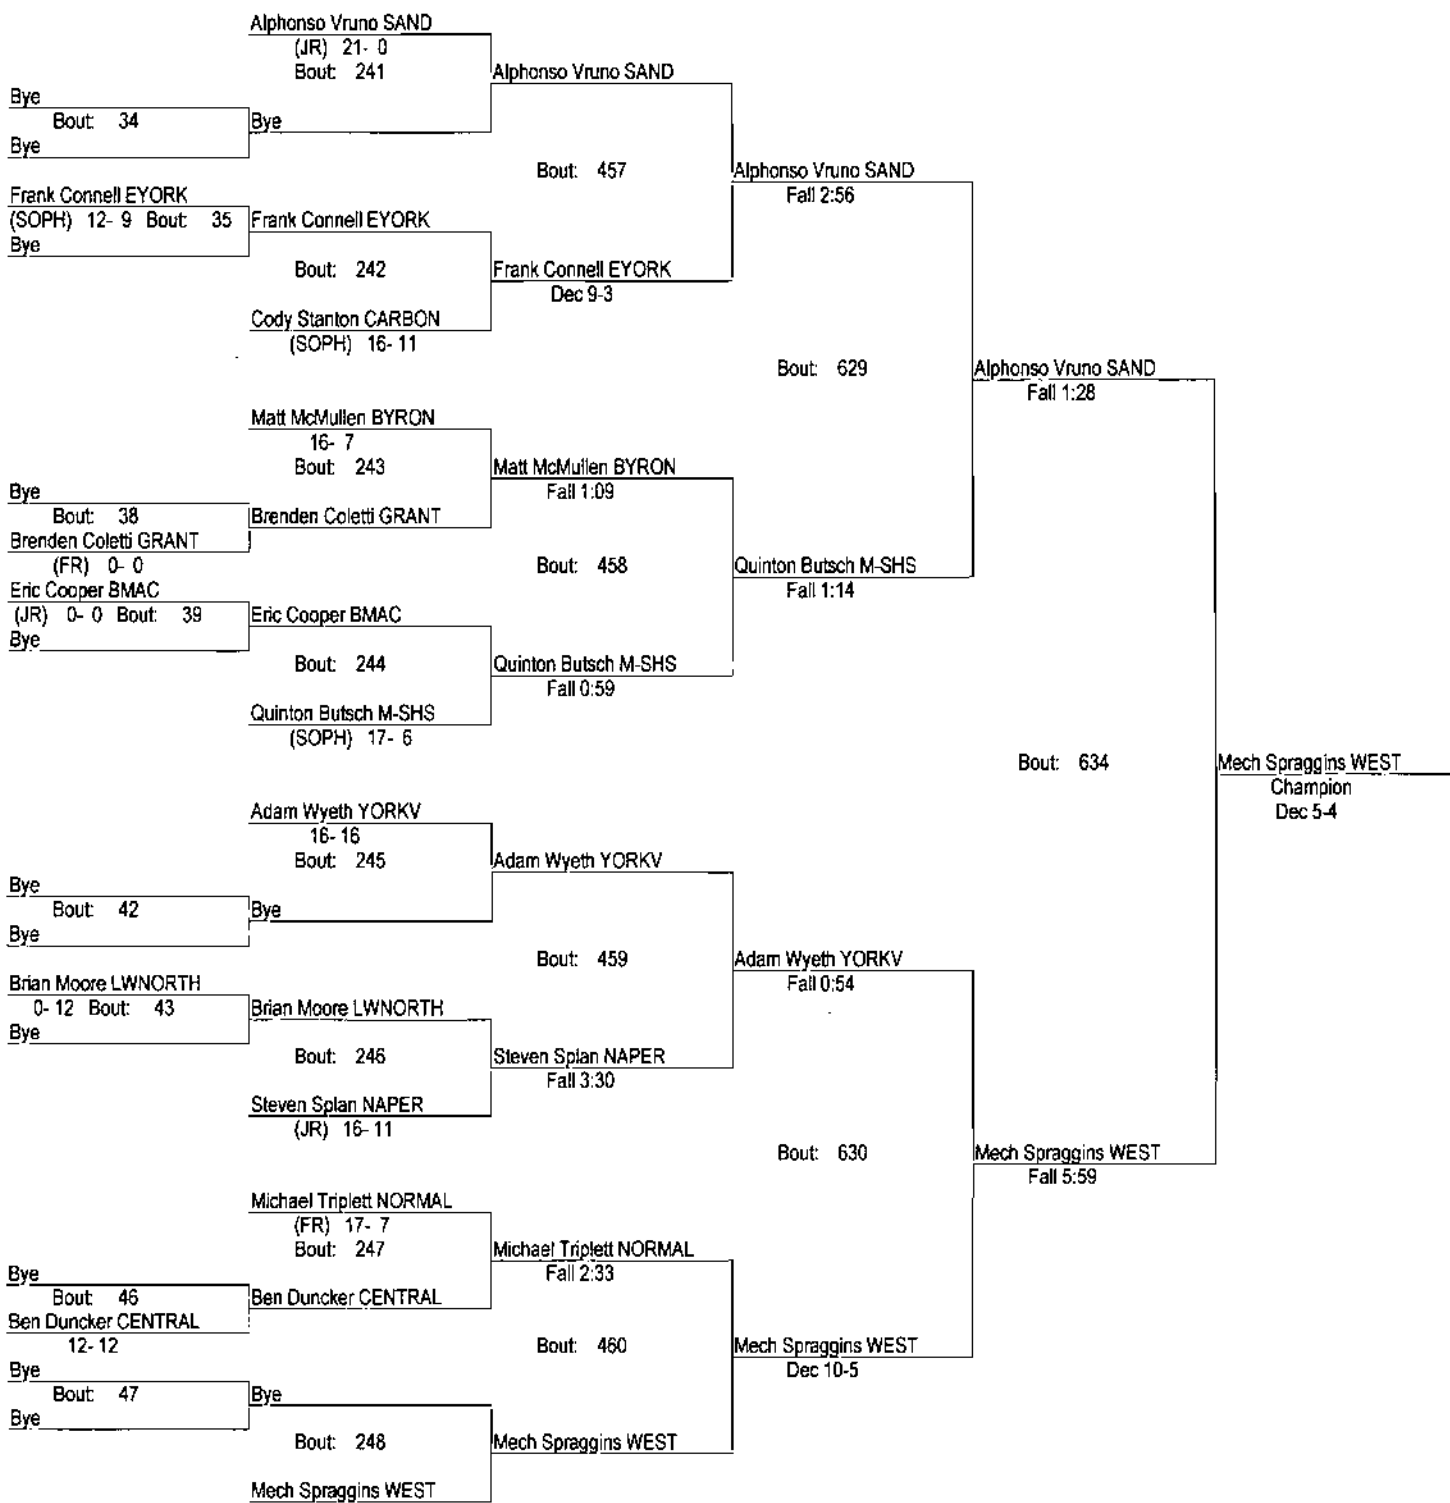 Alphonso Vruno SAND
(JR) 21- 0
Bout: 241
Alphonso Vruno SAND
Bye
Bout: 34
Bye
Bye
Bout: 457
Alphonso Vruno SAND
Fall 2:56
Frank Connell EYORK
(SOPH) 12- 9 Bout: 35
Frank Connell EYORK
Bye
Bout: 242
Frank Connell EYORK
Dec 9-3
Cody Stanton CARBON
(SOPH) 16- 11
Bout: 629
Alphonso Vruno SAND
Fall 1:28
Matt McMullen BYRON
16- 7
Bout: 243
Matt McMullen BYRON
Fall 1:09
Bye
Bout: 38
Brenden Coletti GRANT
Brenden Coletti GRANT
(FR) 0- 0
Bout: 458
Quinton Butsch M-SHS
Fall 1:14
Eric Cooper BMAC
(JR) 0- 0 Bout: 39
Eric Cooper BMAC
Bye
Bout: 244
Quinton Butsch M-SHS
Fall 0:59
Quinton Butsch M-SHS
(SOPH) 17- 6
Bout: 634
Mech Spraggins WEST
Champion
Dec 5-4
Adam Wyeth YORKV
16- 16
Bout: 245
Adam Wyeth YORKV
Bye
Bout: 42
Bye
Bye
Bout: 459
Adam Wyeth YORKV
Fall 0:54
Brian Moore LWNORTH
0- 12 Bout: 43
Brian Moore LWNORTH
Bye
Bout: 246
Steven Splan NAPER
Fall 3:30
Steven Splan NAPER
(JR) 16- 11
Bout: 630
Mech Spraggins WEST
Fall 5:59
Michael Triplett NORMAL
(FR) 17- 7
Bout: 247
Michael Triplett NORMAL
Fall 2:33
Bye
Bout: 46
Ben Duncker CENTRAL
Ben Duncker CENTRAL
12- 12
Bout: 460
Mech Spraggins WEST
Dec 10-5
Bye
Bout: 47
Bye
Bye
Bout: 248
Mech Spraggins WEST
Mech Spraggins WEST